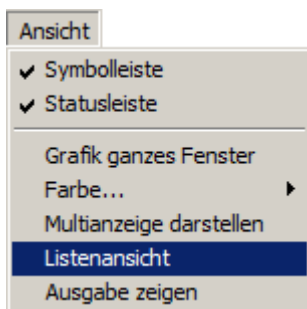 Ansicht
Symbolleiste
Statusleiste
Grafik ganzes Fenster
Farbe...
Multianzeige darstellen
Listenansicht
Ausgabe zeigen